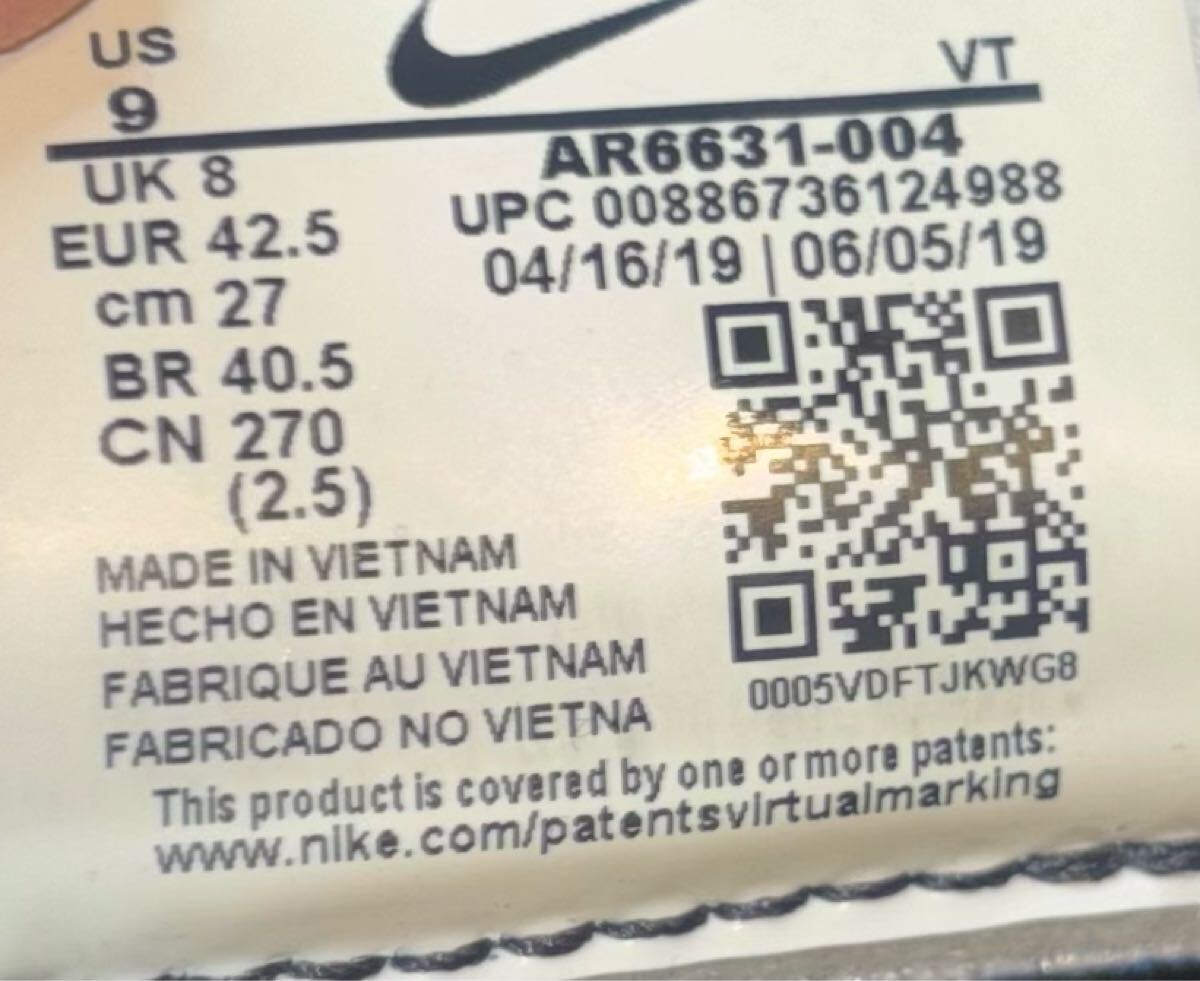 US
9
VT
UK 8
EUR 42.5
cm 27
BR 40.5
CN 270
(2.5)
AR6631-004
UPC 00886736124988
04/16/19 | 06/05/19
0005VDFTJKWG8
MADE IN VIETNAM
HECHO EN VIETNAM
FABRIQUE AU VIETNAM
FABRICADO NO VIETNA
This product is covered by one or more patents:
www.nike.com/patentsvirtualmarking